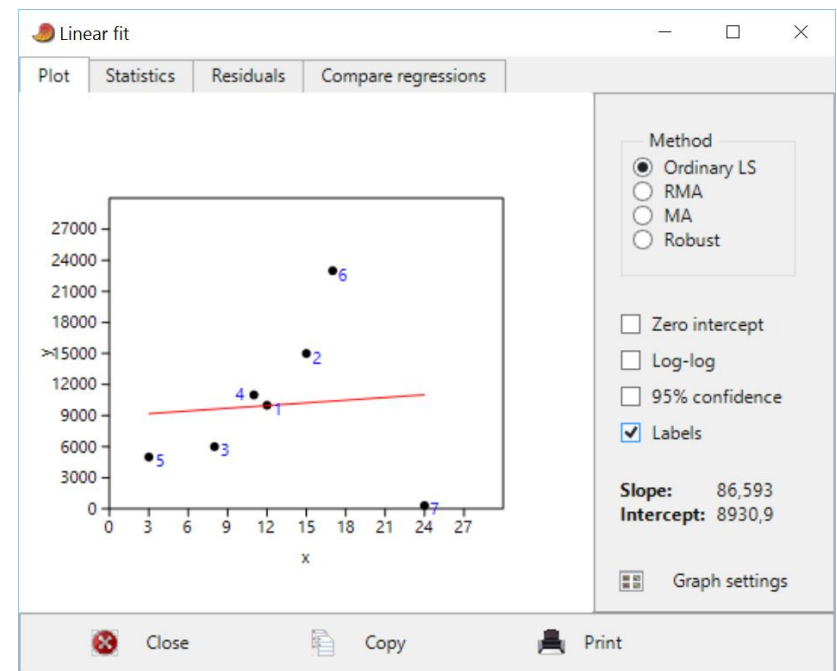 Linear fit
Plot Statistics Residuals Compare regressions
27000
24000
21000
18000
15000
12000
9000
6000
3000
0
y
0 3 6 9 12 15 18 21 24 27
x
6
2
4
1
3
5
7
Method
Ordinary LS
RMA
MA
Robust
Zero intercept
Log-log
95% confidence
Labels
Slope: 86,593
Intercept: 8930,9
Graph settings
Close Copy Print